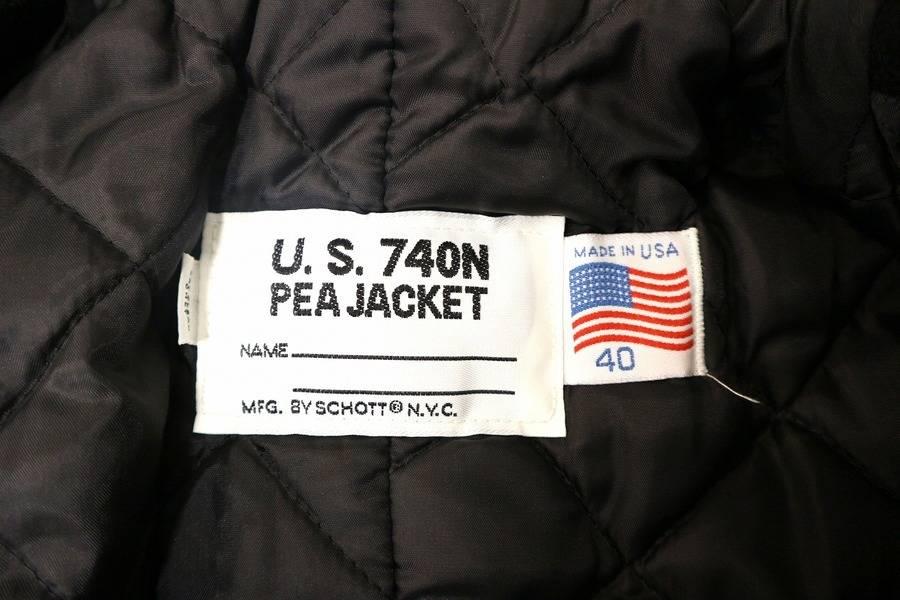 U. S. 740N
PEA JACKET
NAME
MFG. BY SCHOTT® N.Y.C.
MADE IN USA
40